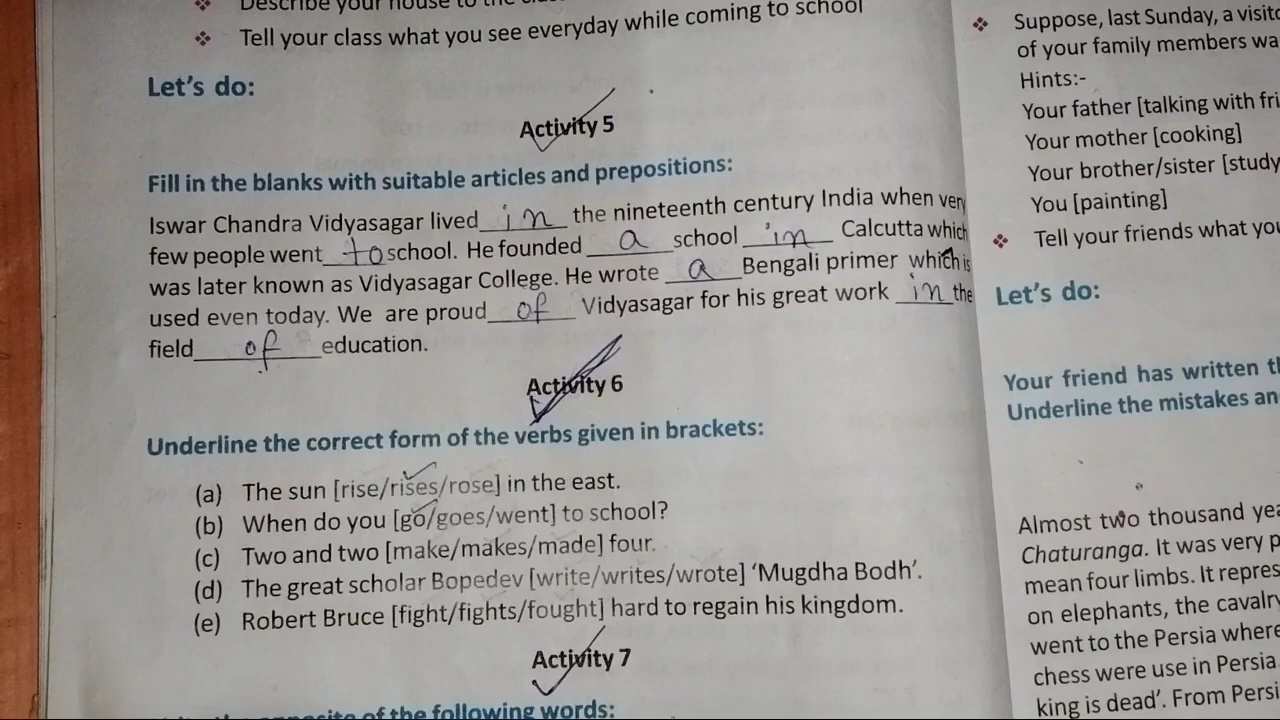 Describe your house to the
❖ Tell your class what you see everyday while coming to school
Let's do:
Activity 5
Fill in the blanks with suitable articles and prepositions:
Iswar Chandra Vidyasagar lived in the nineteenth century India when very
few people went to school. He founded a school in Calcutta which
was later known as Vidyasagar College. He wrote a Bengali primer which is
used even today. We are proud of Vidyasagar for his great work in the
field of education.
Activity 6
Underline the correct form of the verbs given in brackets:
(a) The sun [rise/rises/rose] in the east.
(b) When do you [go/goes/went] to school?
(c) Two and two [make/makes/made] four.
(d) The great scholar Bopedev [write/writes/wrote] ‘Mugdha Bodh’.
(e) Robert Bruce [fight/fights/fought] hard to regain his kingdom.
Activity 7
of the following words:
❖ Suppose, last Sunday, a
of your family members
Hints:-
Your father [talking with
Your mother [cooking]
Your brother/sister [study
You [painting]
❖ Tell your friends what
Let's do:
Your friend has written
Underline the mistakes
Almost two thousand
Chaturanga. It was very
mean four limbs. It
on elephants, the
went to the Persia
chess were use in Persia
king is dead’. From